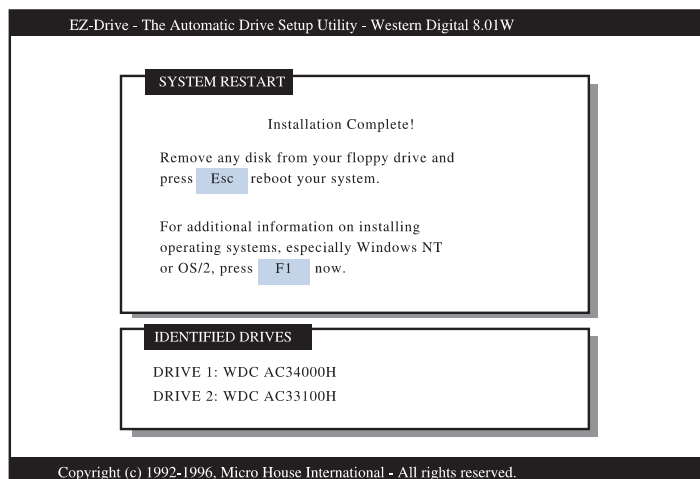 EZ-Drive - The Automatic Drive Setup Utility - Western Digital 8.01W
SYSTEM RESTART
Installation Complete!
Remove any disk from your floppy drive and
press Esc reboot your system.
For additional information on installing
operating systems, especially Windows NT
or OS/2, press F1 now.
IDENTIFIED DRIVES
DRIVE 1: WDC AC34000H
DRIVE 2: WDC AC33100H
Copyright (c) 1992-1996, Micro House International - All rights reserved.